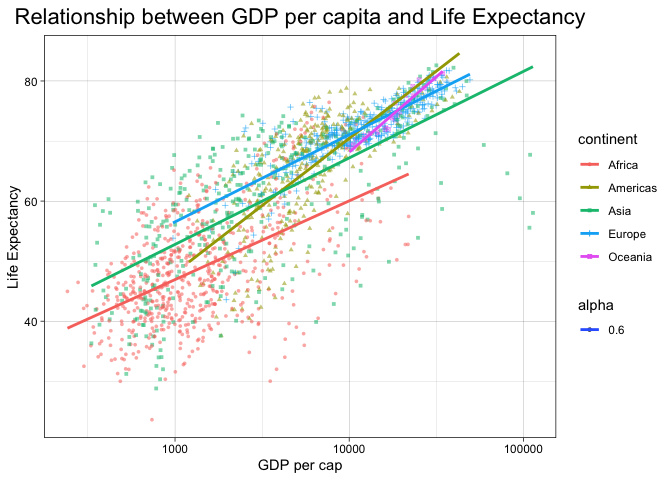 Relationship between GDP per capita and Life Expectancy
80
60
40
Life Expectancy
1000
10000
100000
GDP per cap
continent
Africa
Americas
Asia
Europe
Oceania
alpha
0.6